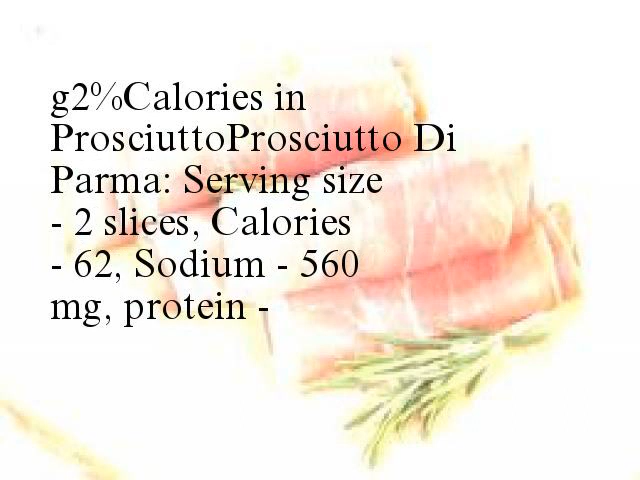 g2%Calories in
ProsciuttoProsciutto Di
Parma: Serving size
- 2 slices, Calories
- 62, Sodium - 560
mg, protein -